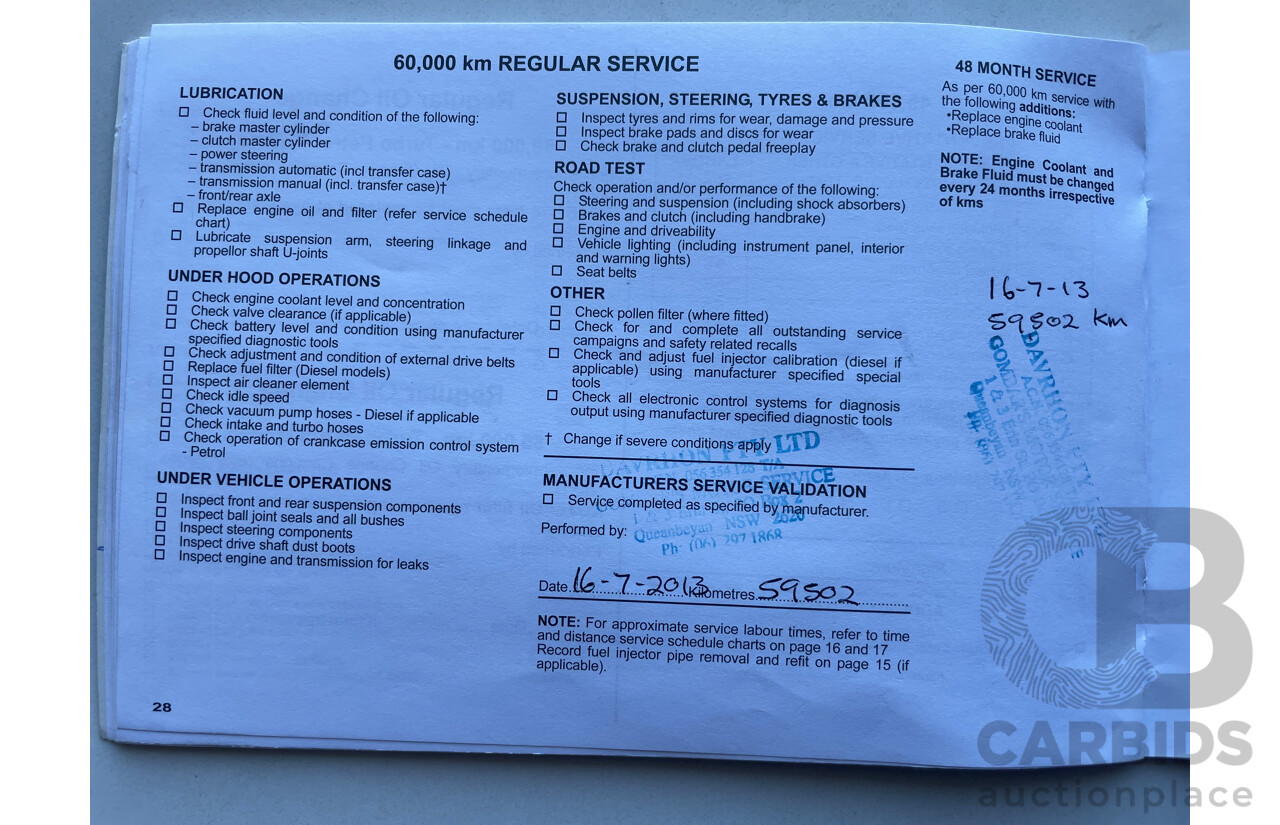 60,000 km REGULAR SERVICE
LUBRICATION
☐ Check fluid level and condition of the following:
– brake master cylinder
– clutch master cylinder
– power steering
– transmission automatic (incl transfer case)
– transmission manual (incl. transfer case)†
– front/rear axle
☐ Replace engine oil and filter (refer service schedule
chart)
☐ Lubricate suspension arm, steering linkage and
propellor shaft U-joints
UNDER HOOD OPERATIONS
☐ Check engine coolant level and concentration
☐ Check valve clearance (if applicable)
☐ Check battery level and condition using manufacturer
specified diagnostic tools
☐ Check adjustment and condition of external drive belts
☐ Replace fuel filter (Diesel models)
☐ Inspect air cleaner element
☐ Check idle speed
☐ Check vacuum pump hoses - Diesel if applicable
☐ Check intake and turbo hoses
☐ Check operation of crankcase emission control system
- Petrol
UNDER VEHICLE OPERATIONS
☐ Inspect front and rear suspension components
☐ Inspect ball joint seals and all bushes
☐ Inspect steering components
☐ Inspect drive shaft dust boots
☐ Inspect engine and transmission for leaks
28
SUSPENSION, STEERING, TYRES & BRAKES
☐ Inspect tyres and rims for wear, damage and pressure
☐ Inspect brake pads and discs for wear
☐ Check brake and clutch pedal freeplay
ROAD TEST
Check operation and/or performance of the following:
☐ Steering and suspension (including shock absorbers)
☐ Brakes and clutch (including handbrake)
☐ Engine and driveability
☐ Vehicle lighting (including instrument panel, interior
and warning lights)
☐ Seat belts
OTHER
☐ Check pollen filter (where fitted)
☐ Check for and complete all outstanding service
campaigns and safety related recalls
☐ Check and adjust fuel injector calibration (diesel if
applicable) using manufacturer specified special
tools
☐ Check all electronic control systems for diagnosis
output using manufacturer specified diagnostic tools
† Change if severe conditions apply
DAVRHON PTY LTD
SERVICE
MANUFACTURERS SERVICE VALIDATION
☐ Service completed as specified by manufacturer.
Performed by:
Queanbeyan NSW 2620
Ph: (06) 297 1868
Date 16-7-2013 Kilometres 59502
NOTE: For approximate service labour times, refer to time
and distance service schedule charts on page 16 and 17
Record fuel injector pipe removal and refit on page 15 (if
applicable).
48 MONTH SERVICE
As per 60,000 km service with
the following additions:
•Replace engine coolant
•Replace brake fluid
NOTE: Engine Coolant and
Brake Fluid must be changed
every 24 months irrespective
of kms
16-7-13
59502 Km
DAVRHON PTY
Queanbeyan NSW
CB
CARBIDS
auctionplace